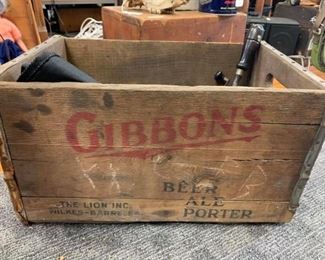 GIBBONS
BEER
ALE
PORTER
THE LION INC.
WILKES-BARRE, PA